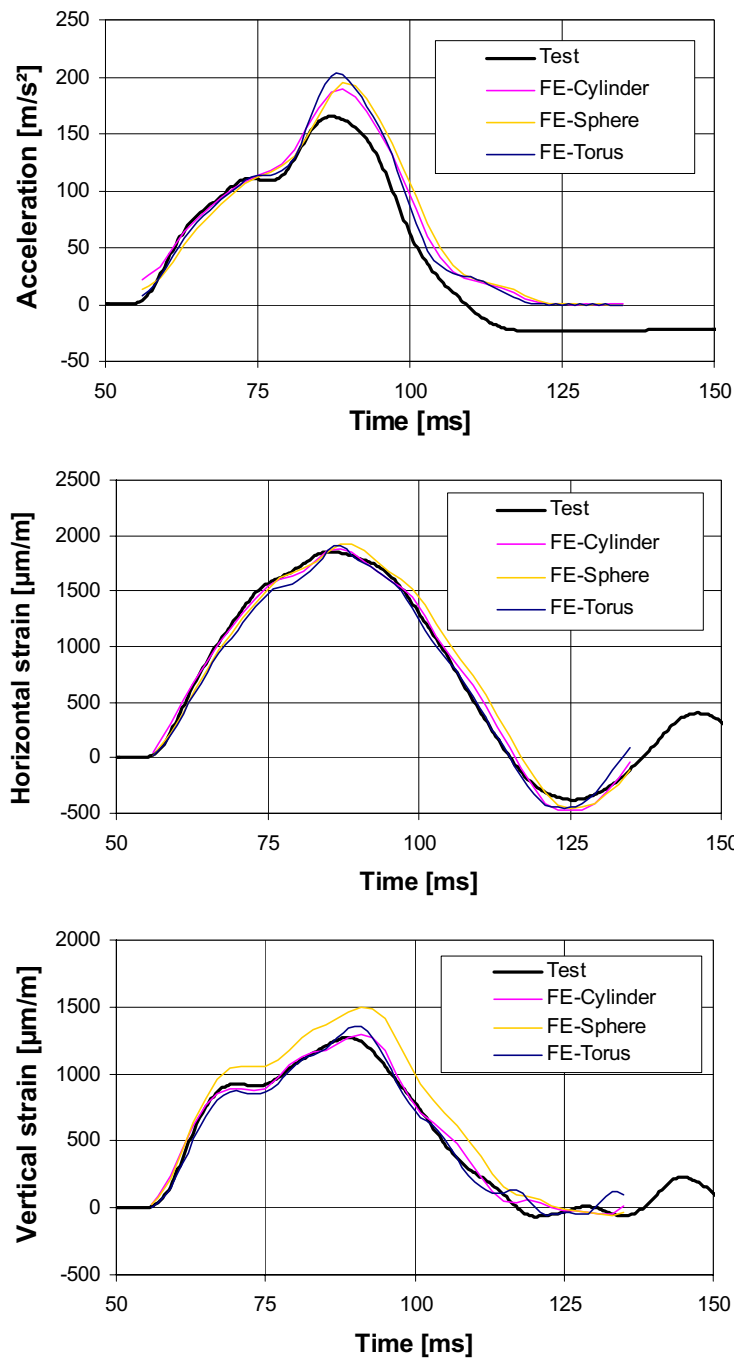 Acceleration [m/s²]
250
200
150
100
50
0
-50
Test
FE-Cylinder
FE-Sphere
FE-Torus
50 75 100 125 150
Time [ms]
Horizontal strain [µm/m]
2500
2000
1500
1000
500
0
-500
Test
FE-Cylinder
FE-Sphere
FE-Torus
50 75 100 125 150
Time [ms]
Vertical strain [µm/m]
2000
1500
1000
500
0
-500
Test
FE-Cylinder
FE-Sphere
FE-Torus
50 75 100 125 150
Time [ms]